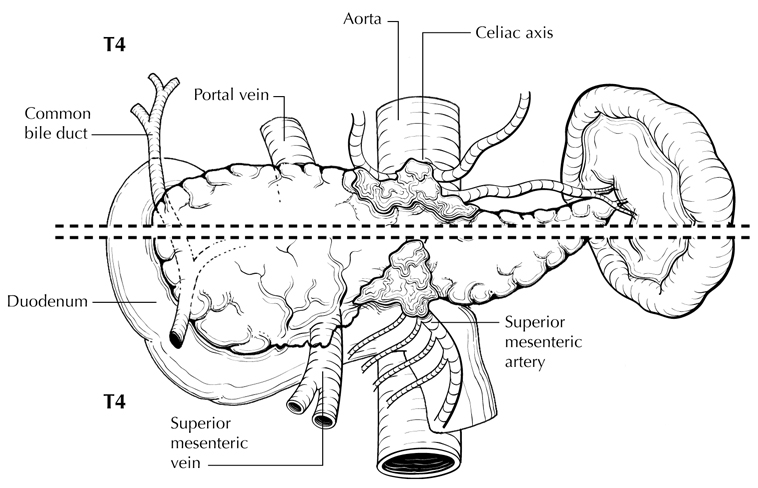 Aorta
Celiac axis
T4
Portal vein
Common
bile duct
Duodenum
Superior
mesenteric
artery
T4
Superior
mesenteric
vein